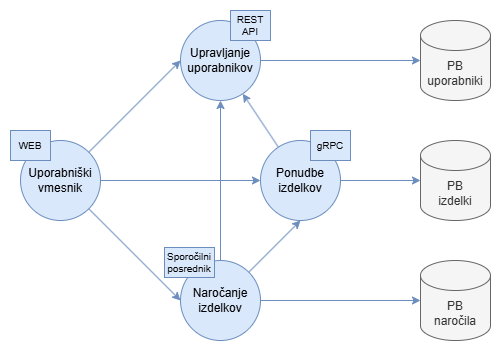 REST
API
Upravljanje
uporabnikov
PB
uporabniki
WEB
Uporabniški
vmesnik
gRPC
Ponudbe
izdelkov
PB
izdelki
Sporočilni
posrednik
Naročanje
izdelkov
PB
naročila